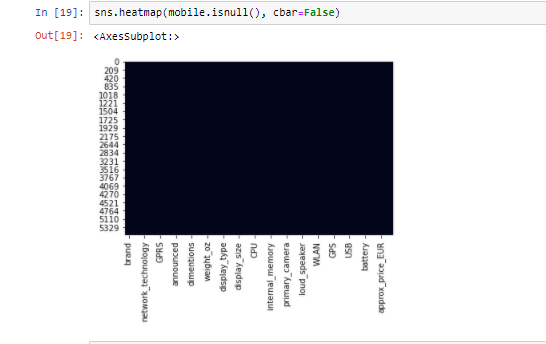 In [19]: sns.heatmap(mobile.isnull(), cbar=False)
Out[19]: <AxesSubplot:>
0
209
420
835
1018
1221
1504
1725
1929
2175
2644
2834
3231
3516
3767
4069
4270
4521
4764
5110
5329
brand
network_technology
GPRS
announced
dimentions
weight_oz
display_type
display_size
CPU
internal_memory
primary_camera
loud_speaker
WLAN
GPS
USB
battery
approx_price_EUR